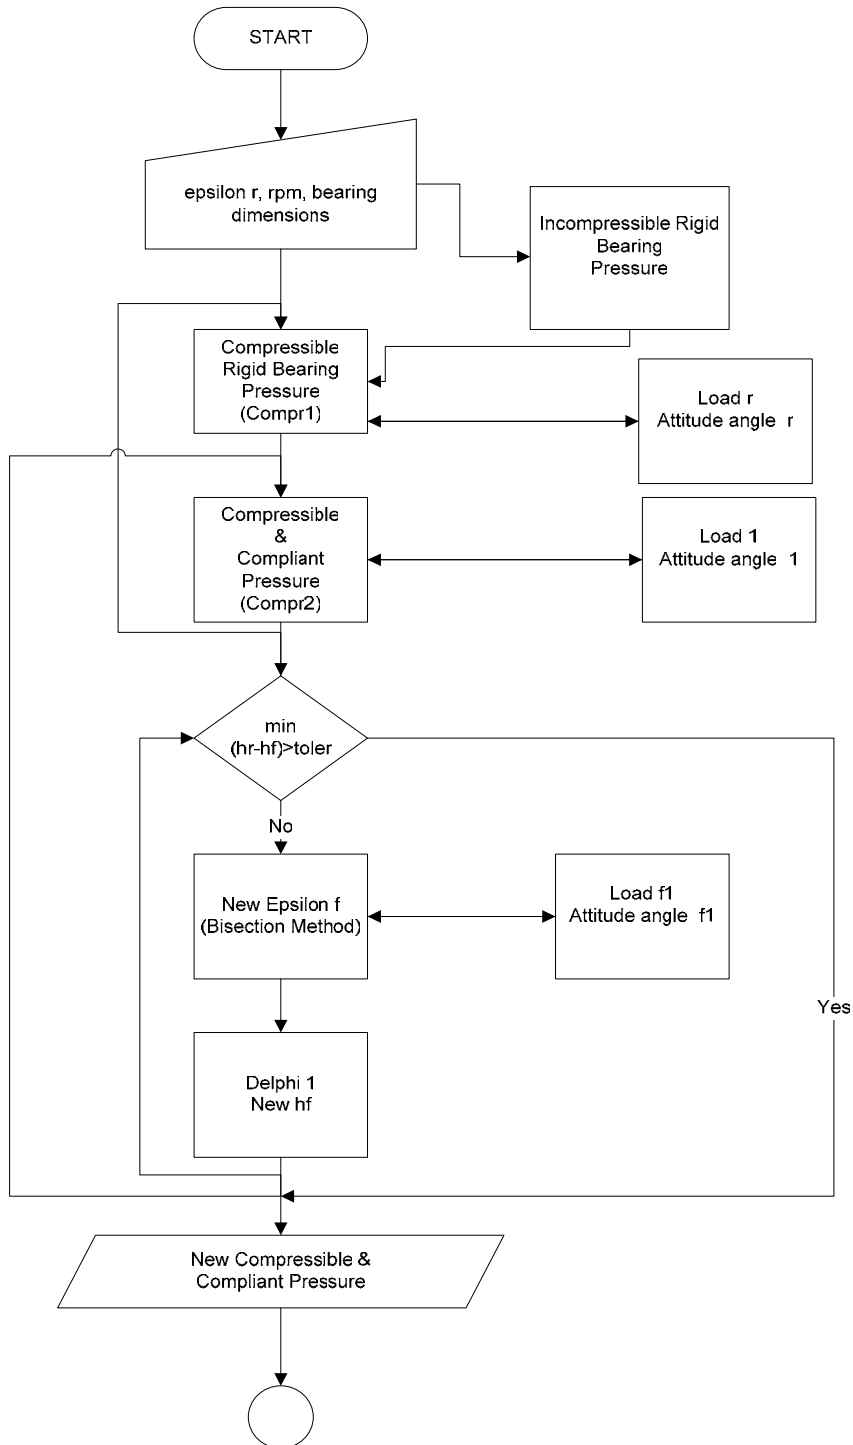 START
epsilon r, rpm, bearing
dimensions
Incompressible Rigid
Bearing
Pressure
Compressible
Rigid Bearing
Pressure
(Compr1)
Load r
Attitude angle r
Compressible
&
Compliant
Pressure
(Compr2)
Load 1
Attitude angle 1
min
(hr-hf)>toler
No
New Epsilon f
(Bisection Method)
Load f1
Attitude angle f1
Yes
Delphi 1
New hf
New Compressible &
Compliant Pressure